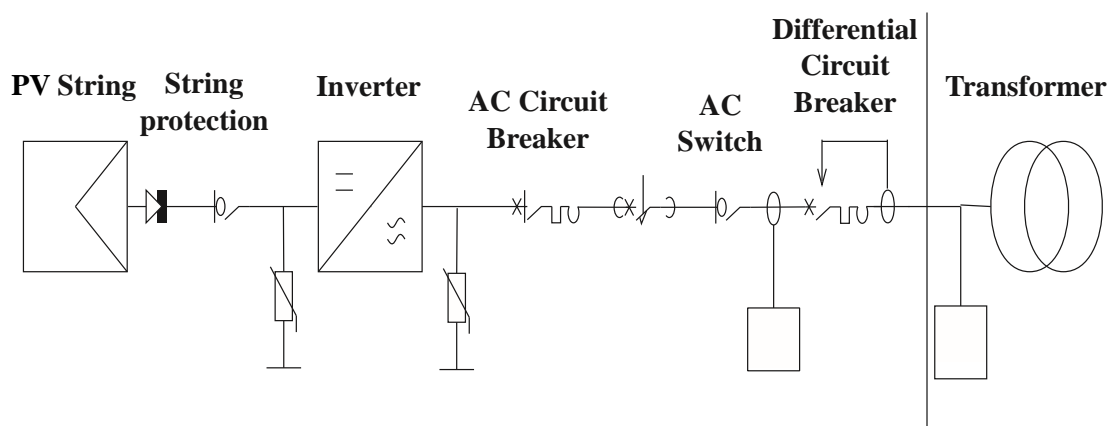 PV String
String
protection
Inverter
AC Circuit
Breaker
AC
Switch
Differential
Circuit
Breaker
Transformer